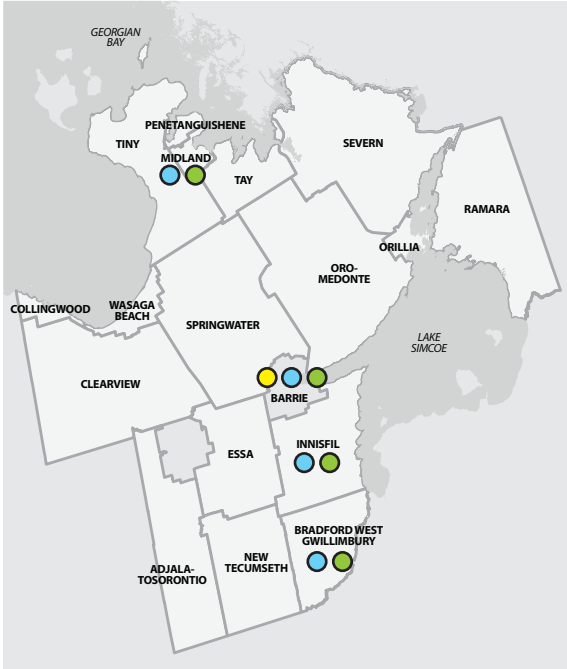 GEORGIAN
BAY
PENETANGUISHENE
TINY
SEVERN
MIDLAND
TAY
RAMARA
ORILLIA
ORO-
MEDONTE
COLLINGWOOD
WASAGA
BEACH
SPRINGWATER
LAKE
SIMCOE
CLEARVIEW
BARRIE
INNISFIL
ESSA
BRADFORD WEST
GWILLIMBURY
NEW
TECUMSETH
ADJALA-
TOSORONTIO